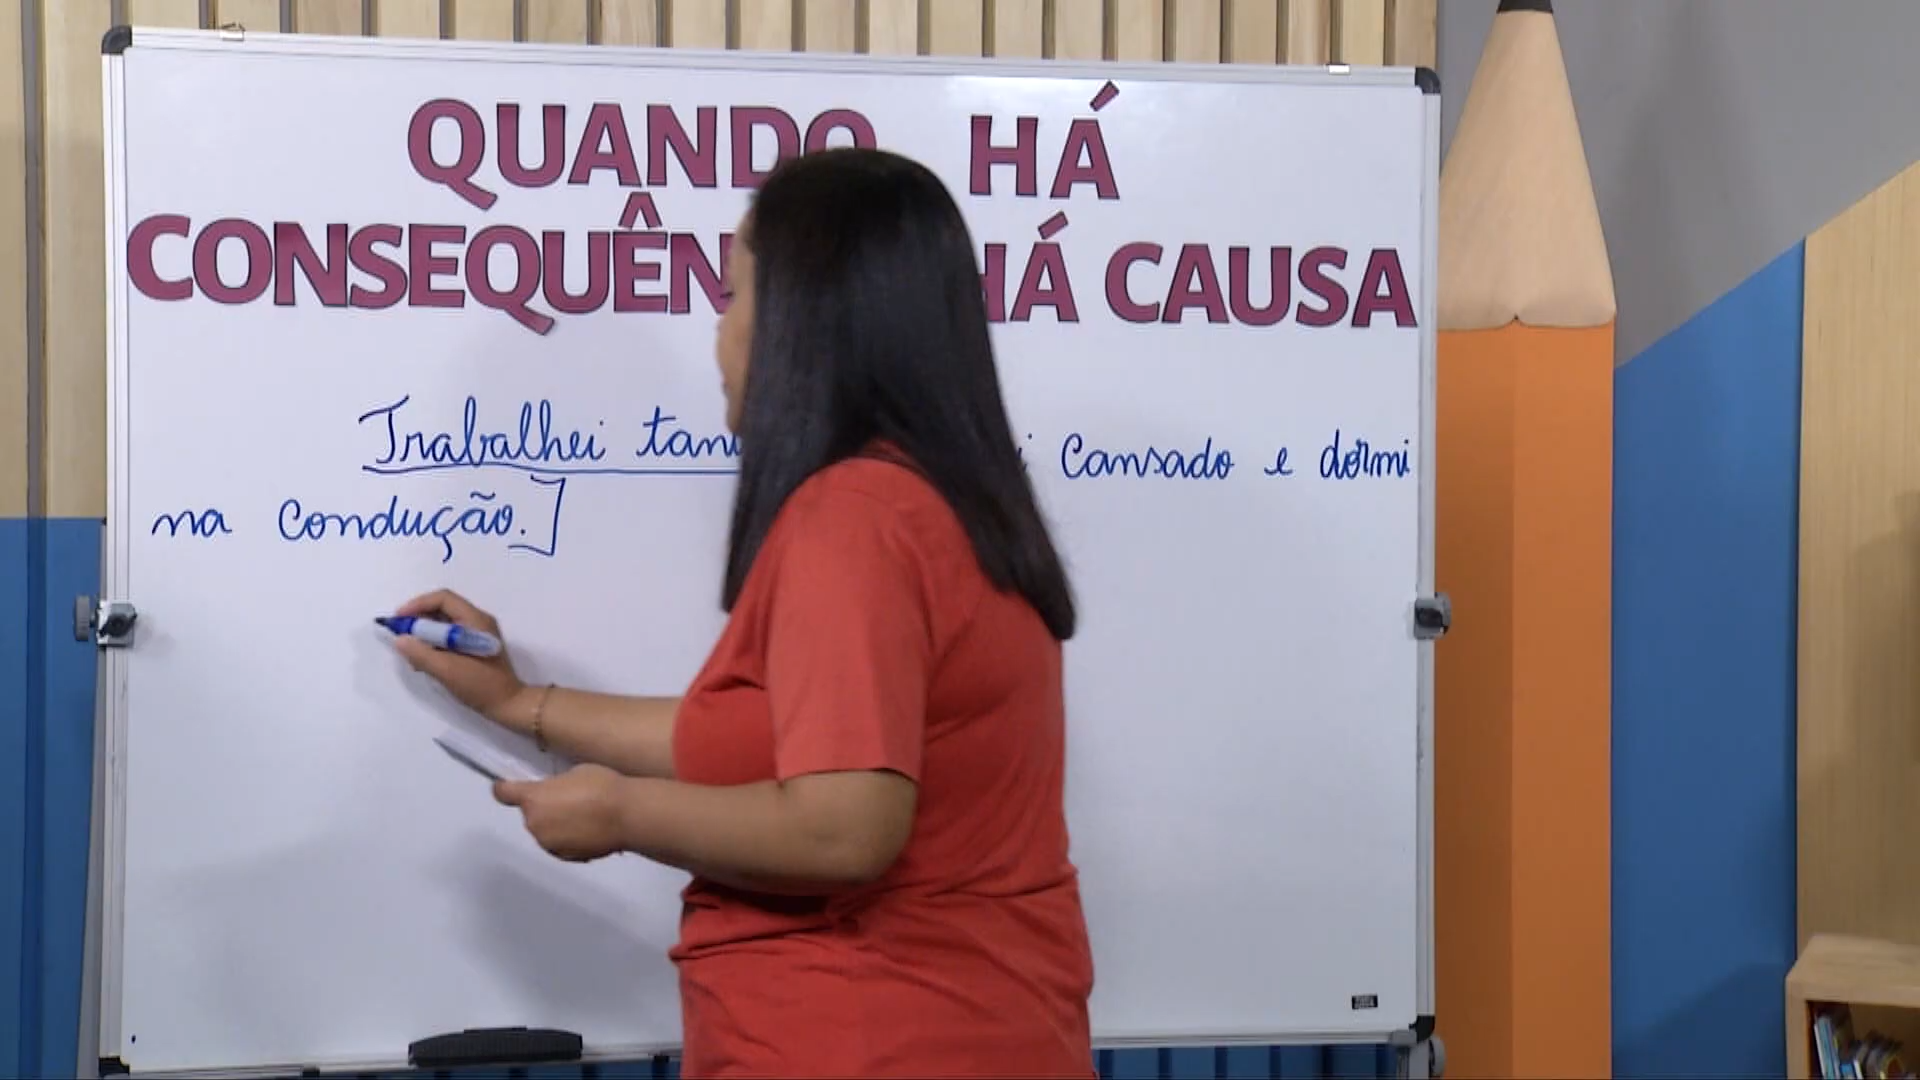 QUANDO HÁ
CONSEQUÊN HÁ CAUSA
Trabalhei tan i cansado e dormi
na condução.]